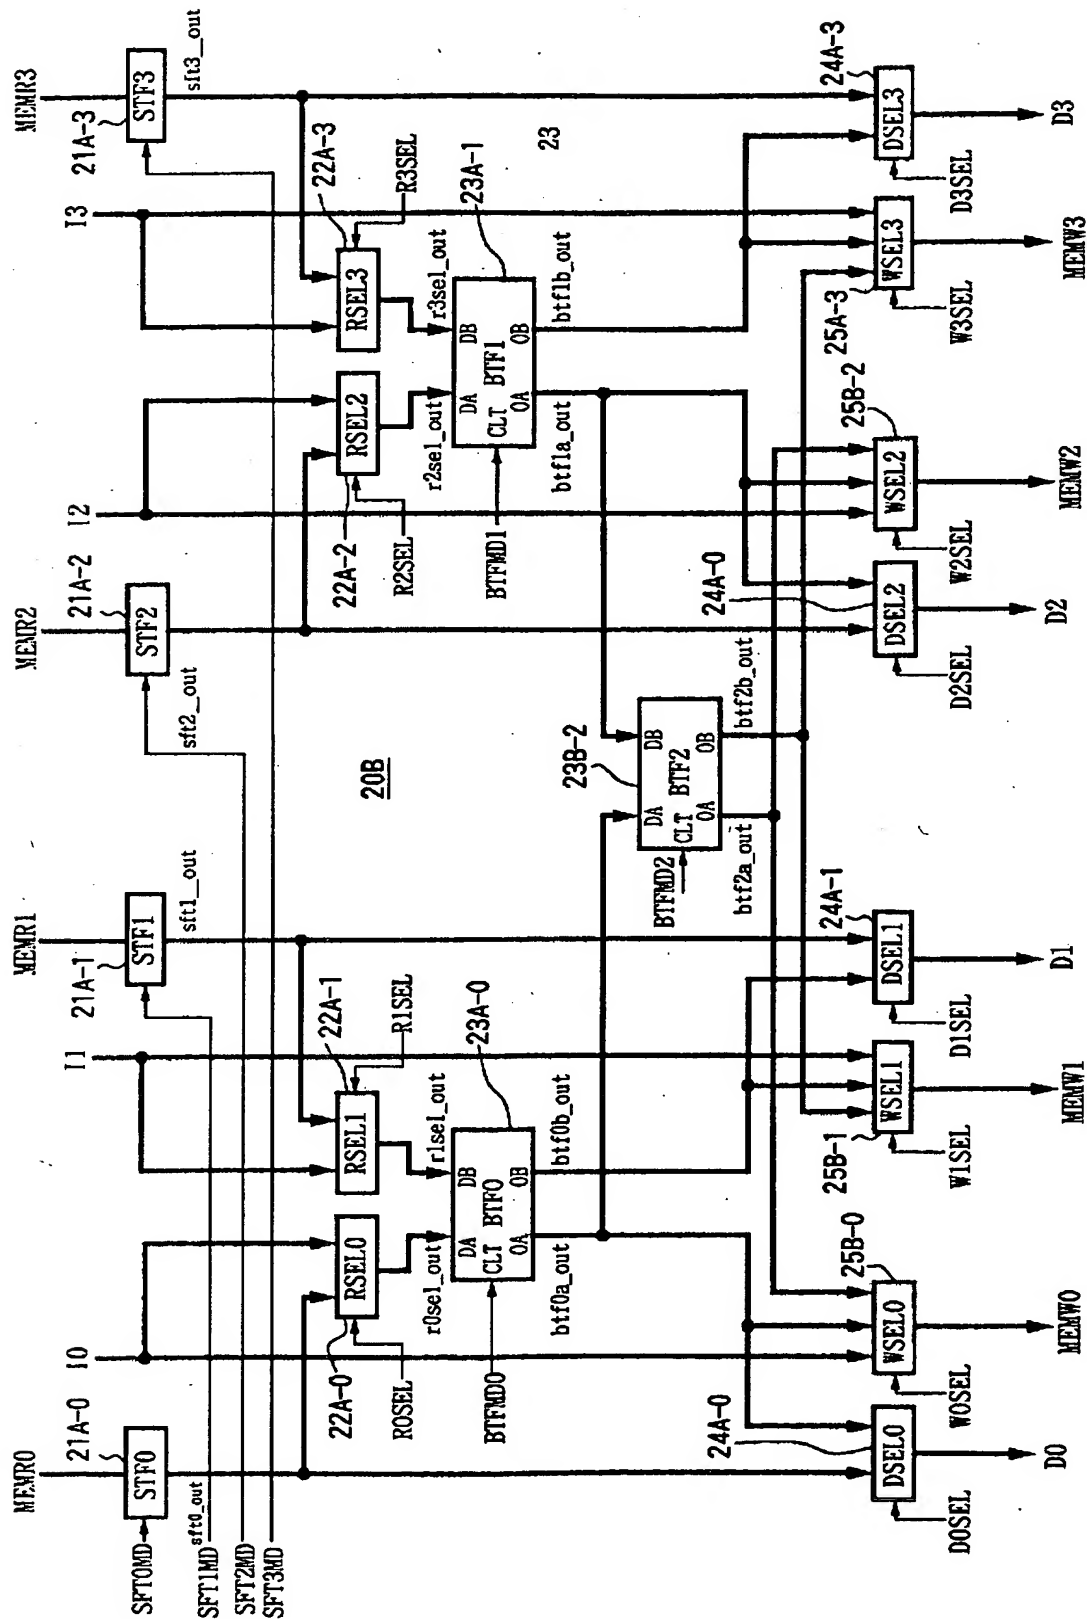 MEMR0
I0
I1
MEMR1
MEMR2
I2
I3
MEMR3
21A-0
STF0
21A-1
STF1
21A-2
STF2
21A-3
STF3
SFT0MD
SFT1MD
SFT2MD
SFT3MD
sft0_out
sft1_out
sft2_out
sft3_out
20B
RSEL0
22A-0
R0SEL
RSEL1
22A-1
R1SEL
RSEL2
22A-2
R2SEL
RSEL3
22A-3
R3SEL
r0sel_out
r1sel_out
r2sel_out
r3sel_out
DA
DB
CLT
BTF0
OA
OB
23A-0
BTFMD0
DA
DB
CLT
BTF1
OA
OB
23A-1
BTFMD1
23
btf0a_out
btf0b_out
btf1a_out
btf1b_out
DA
DB
CLT
BTF2
OA
OB
23B-2
BTFMD2
btf2a_out
btf2b_out
24A-0
DSEL0
D0SEL
D0
25B-0
WSEL0
W0SEL
MEMW0
25B-1
WSEL1
W1SEL
MEMW1
24A-1
DSEL1
D1SEL
D1
24A-0
DSEL2
D2SEL
D2
25B-2
WSEL2
W2SEL
MEMW2
25A-3
WSEL3
W3SEL
MEMW3
24A-3
DSEL3
D3SEL
D3